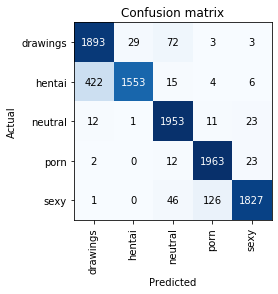 Confusion matrix
Actual
drawings 1893 29 72 3 3
hentai 422 1553 15 4 6
neutral 12 1 1953 11 23
porn 2 0 12 1963 23
sexy 1 0 46 126 1827
drawings hentai neutral porn sexy
Predicted